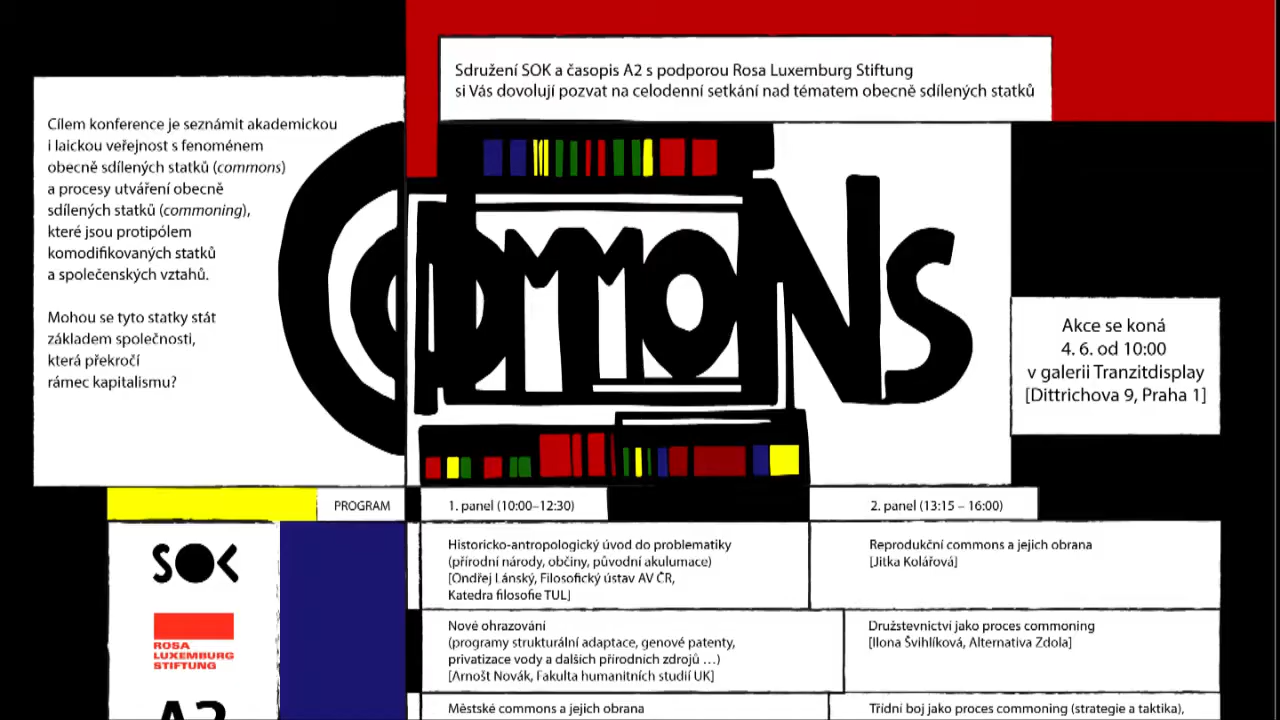 Sdružení SOK a časopis A2 s podporou Rosa Luxemburg Stiftung
si Vás dovolují pozvat na celodenní setkání nad tématem obecně sdílených statků
Cílem konference je seznámit akademickou
i laickou veřejnost s fenoménem
obecně sdílených statků (commons)
a procesy utváření obecně
sdílených statků (commoning),
které jsou protipólem
komodifikovaných statků
a společenských vztahů.
Mohou se tyto statky stát
základem společnosti,
která překročí
rámec kapitalismu?
COMMONS
Akce se koná
4. 6. od 10:00
v galerii Tranzitdisplay
[Dittrichova 9, Praha 1]
PROGRAM
1. panel (10:00–12:30)
2. panel (13:15 – 16:00)
SOK
ROSA
LUXEMBURG
STIFTUNG
A2
Historicko-antropologický úvod do problematiky
(přírodní národy, občiny, původní akulumace)
[Ondřej Lánský, Filosofický ústav AV ČR,
Katedra filosofie TUL]
Reprodukční commons a jejich obrana
[Jitka Kolářová]
Nové ohrazování
(programy strukturální adaptace, genové patenty,
privatizace vody a dalších přírodních zdrojů …)
[Arnošt Novák, Fakulta humanitních studií UK]
Družstevnictví jako proces commoning
[Ilona Švihlíková, Alternativa Zdola]
Městské commons a jejich obrana
Třídní boj jako proces commoning (strategie a taktika),